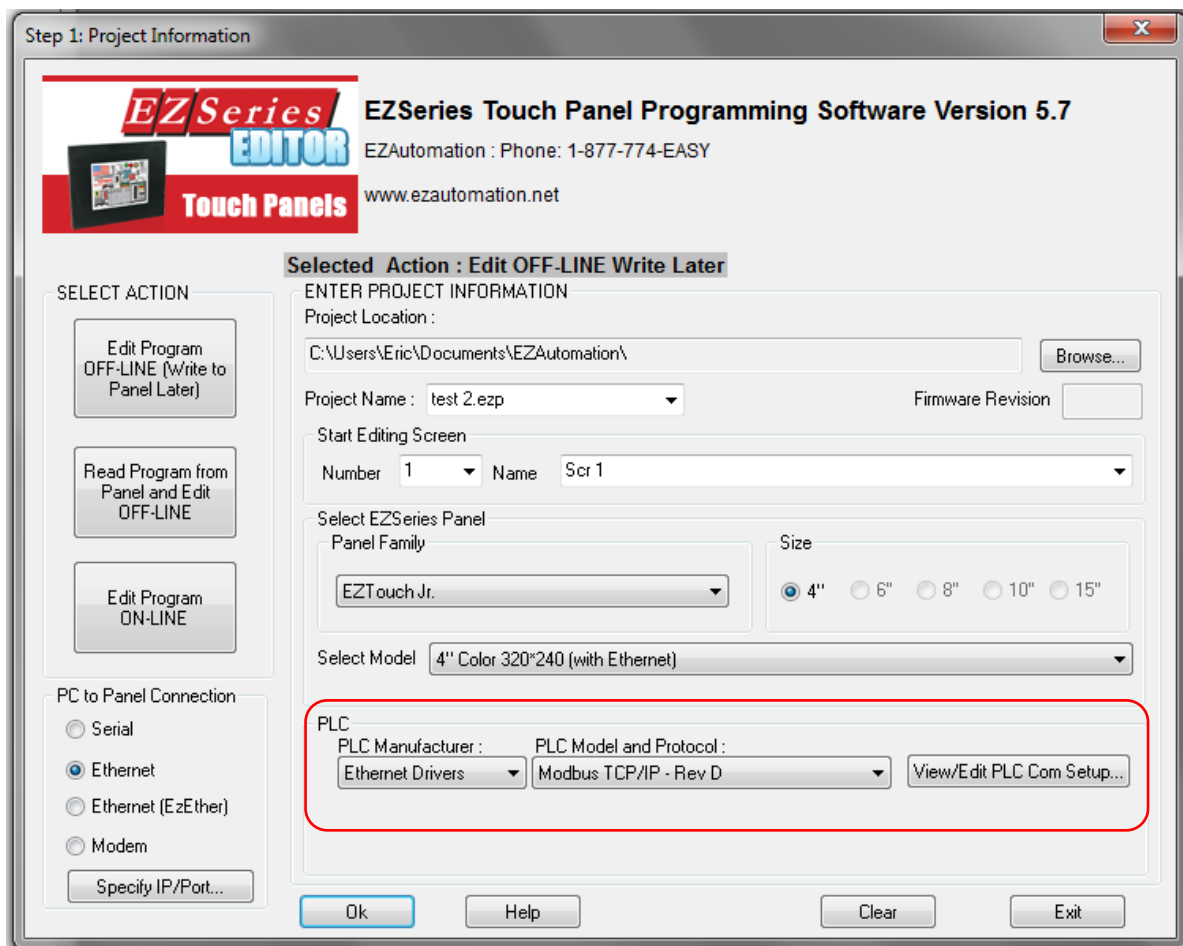 Step 1: Project Information
X
EZSeries
EDITOR
Touch Panels
EZSeries Touch Panel Programming Software Version 5.7
EZAutomation : Phone: 1-877-774-EASY
www.ezautomation.net
Selected Action : Edit OFF-LINE Write Later
SELECT ACTION
Edit Program
OFF-LINE (Write to
Panel Later)
Read Program from
Panel and Edit
OFF-LINE
Edit Program
ON-LINE
PC to Panel Connection
Serial
Ethernet
Ethernet (EzEther)
Modem
Specify IP/Port...
ENTER PROJECT INFORMATION
Project Location :
C:\Users\Eric\Documents\EZAutomation\
Browse...
Project Name : test 2.ezp
Firmware Revision
Start Editing Screen
Number 1 Name Scr 1
Select EZSeries Panel
Panel Family
EZTouch Jr.
Size
4" 6" 8" 10" 15"
Select Model 4" Color 320*240 (with Ethernet)
PLC
PLC Manufacturer : PLC Model and Protocol :
Ethernet Drivers Modbus TCP/IP - Rev D View/Edit PLC Com Setup...
Ok Help Clear Exit